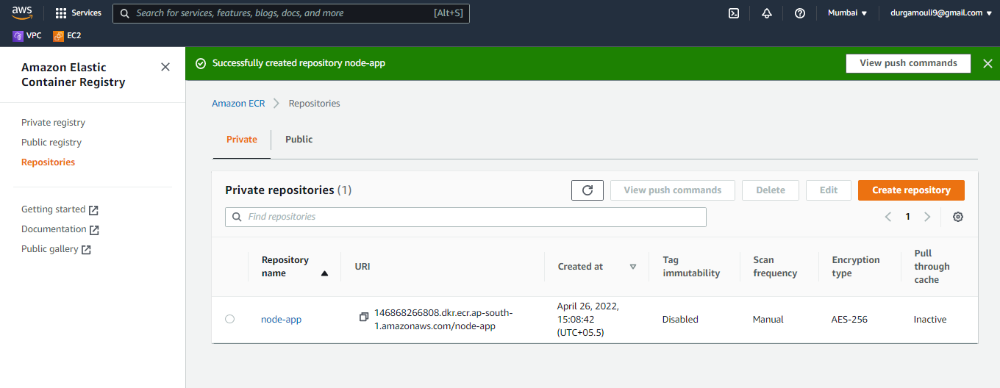 aws
Services
Search for services, features, blogs, docs, and more
[Alt+S]
Mumbai
durgamouli9@gmail.com
VPC
EC2
Amazon Elastic
Container Registry
Private registry
Public registry
Repositories
Getting started
Documentation
Public gallery
Successfully created repository node-app
View push commands
Amazon ECR
Repositories
Private
Public
Private repositories (1)
View push commands
Delete
Edit
Create repository
Find repositories
1
Repository
name
URI
Created at
Tag
immutability
Scan
frequency
Encryption
type
Pull
through
cache
node-app
146868266808.dkr.ecr.ap-south-
1.amazonaws.com/node-app
April 26, 2022,
15:08:42
(UTC+05.5)
Disabled
Manual
AES-256
Inactive